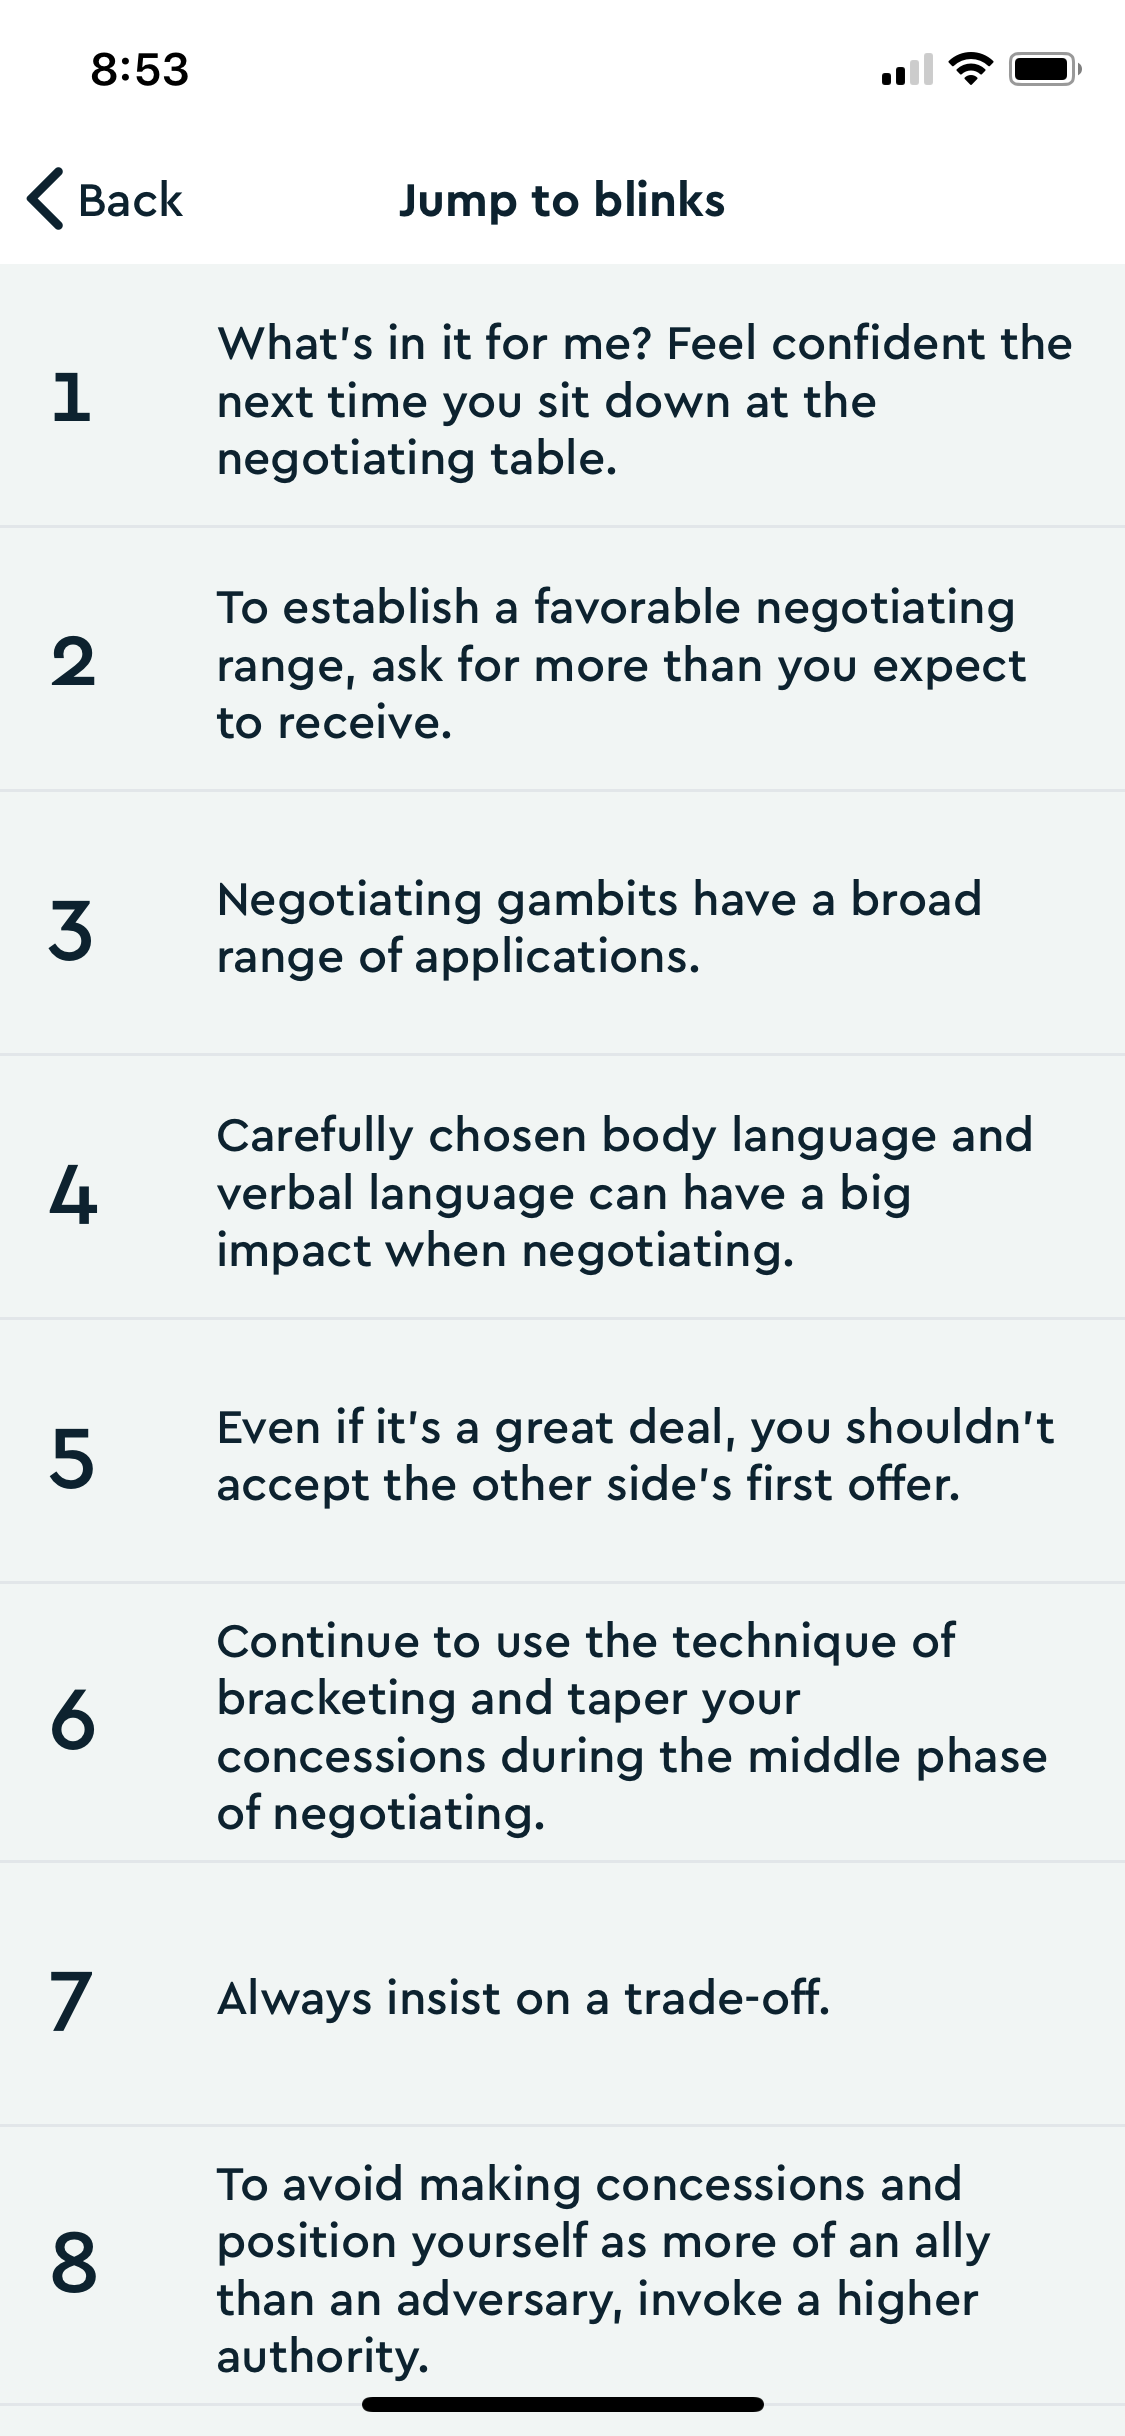 8:53
Back
Jump to blinks
1
What's in it for me? Feel confident the
next time you sit down at the
negotiating table.
2
To establish a favorable negotiating
range, ask for more than you expect
to receive.
3
Negotiating gambits have a broad
range of applications.
4
Carefully chosen body language and
verbal language can have a big
impact when negotiating.
5
Even if it's a great deal, you shouldn't
accept the other side's first offer.
6
Continue to use the technique of
bracketing and taper your
concessions during the middle phase
of negotiating.
7
Always insist on a trade-off.
8
To avoid making concessions and
position yourself as more of an ally
than an adversary, invoke a higher
authority.